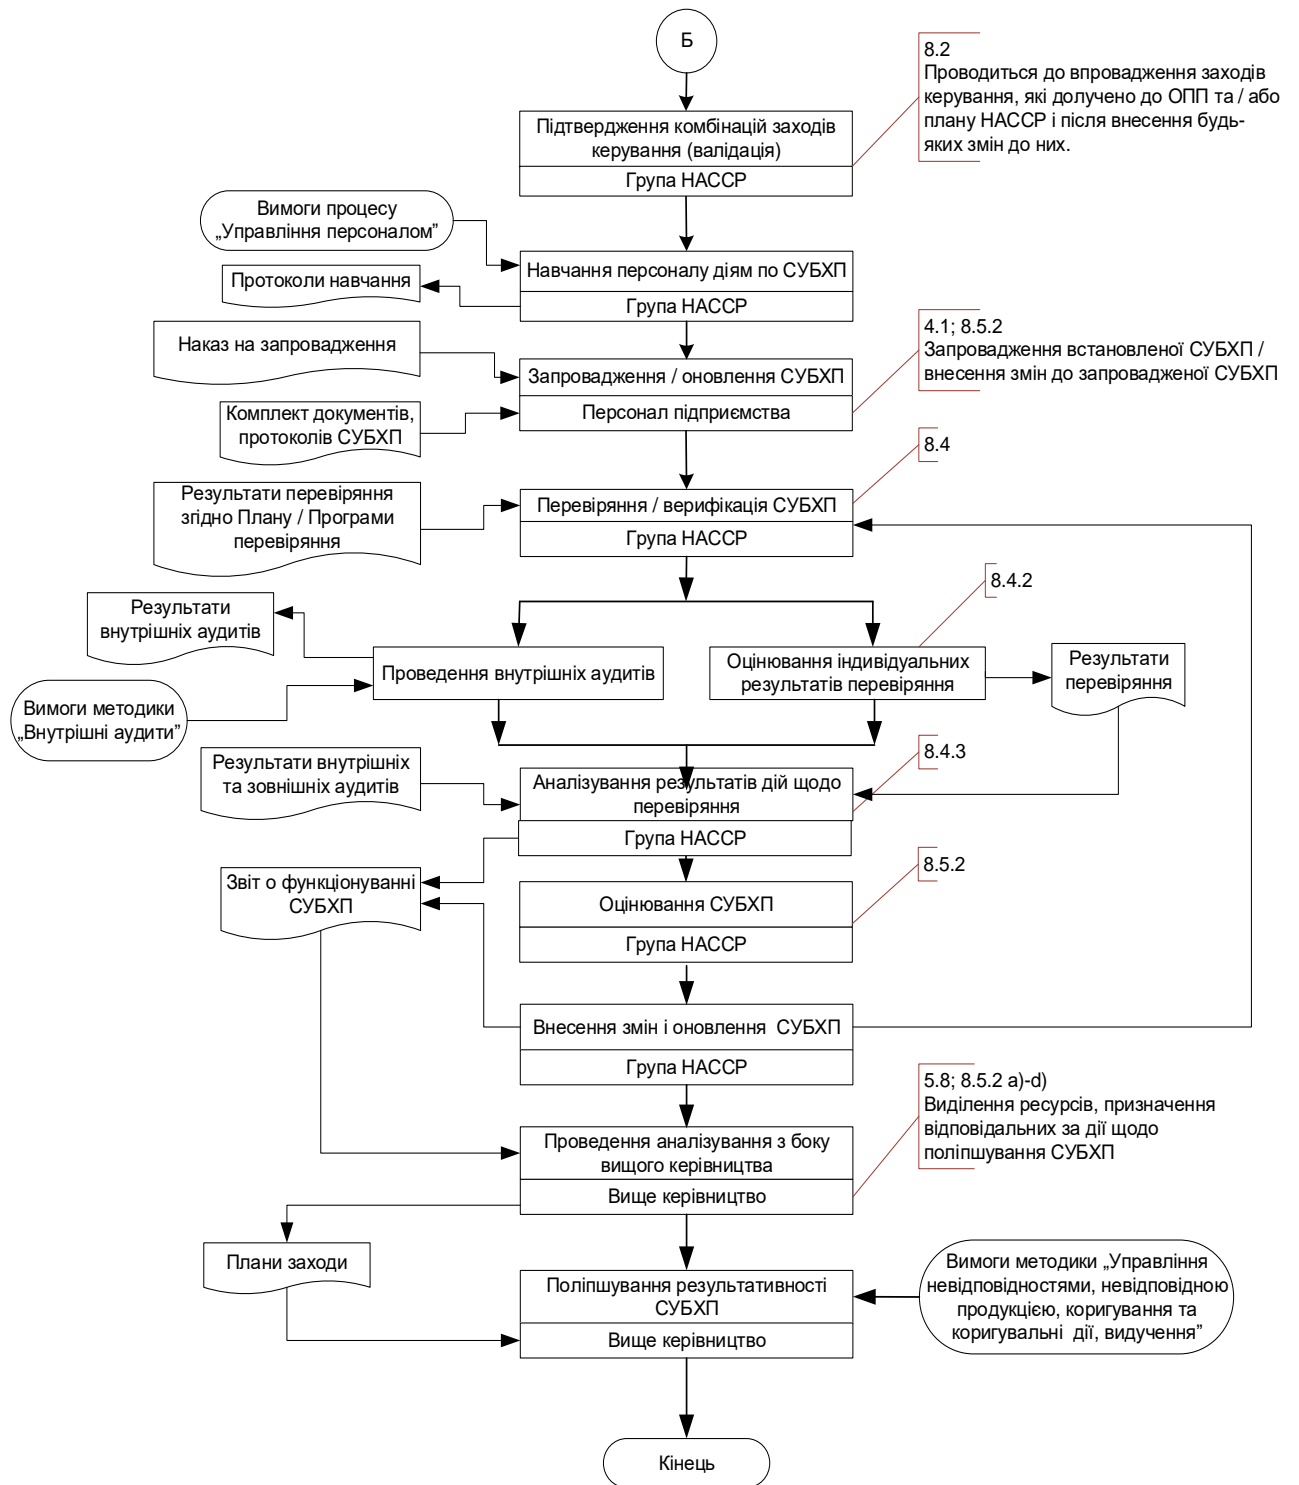 Б
8.2
Проводиться до впровадження заходів
керування, які долучено до ОПП та / або
плану НАССР і після внесення будь-
яких змін до них.
Підтвердження комбінацій заходів
керування (валідація)
Група НАССР
Вимоги процесу
„Управління персоналом”
Навчання персоналу діям по СУБХП
Протоколи навчання
Група НАССР
4.1; 8.5.2
Запровадження встановленої СУБХП /
внесення змін до запровадженої СУБХП
Наказ на запровадження
Запровадження / оновлення СУБХП
Персонал підприємства
Комплект документів,
протоколів СУБХП
8.4
Результати перевіряння
згідно Плану / Програми
перевіряння
Перевіряння / верифікація СУБХП
Група НАССР
8.4.2
Результати
внутрішніх аудитів
Проведення внутрішніх аудитів
Оцінювання індивідуальних
результатів перевіряння
Результати
перевіряння
Вимоги методики
„Внутрішні аудити”
8.4.3
Результати внутрішніх
та зовнішніх аудитів
Аналізування результатів дій щодо
перевіряння
Група НАССР
8.5.2
Звіт о функціонуванні
СУБХП
Оцінювання СУБХП
Група НАССР
Внесення змін і оновлення СУБХП
Група НАССР
5.8; 8.5.2 a)-d)
Виділення ресурсів, призначення
відповідальних за дії щодо
поліпшування СУБХП
Проведення аналізування з боку
вищого керівництва
Вище керівництво
Плани заходи
Поліпшування результативності
СУБХП
Вище керівництво
Вимоги методики „Управління
невідповідностями, невідповідною
продукцією, коригування та
коригувальні дії, видучення”
Кінець